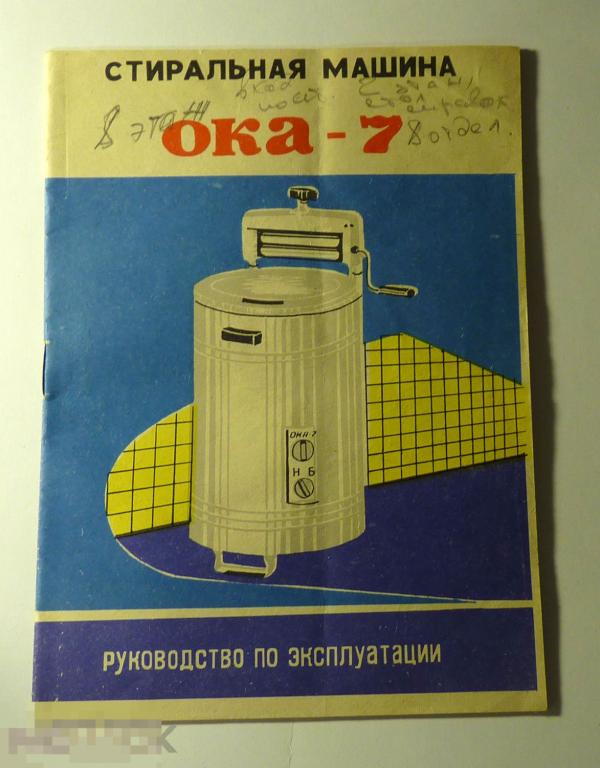 СТИРАЛЬНАЯ МАШИНА
8 этаж
ОКА-7
8 отдел.
ОКА-7
Н Б
РУКОВОДСТВО ПО ЭКСПЛУАТАЦИИ